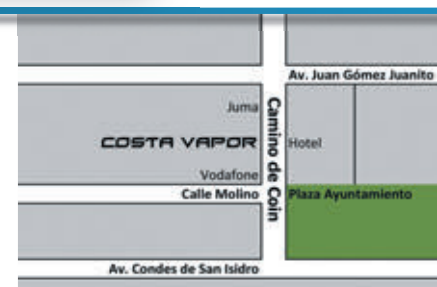 Av. Juan Gómez Juanito
Juma
COSTA VAPOR
Hotel
Vodafone
Camino de Coin
Calle Molino
Plaza Ayuntamiento
Av. Condes de San Isidro